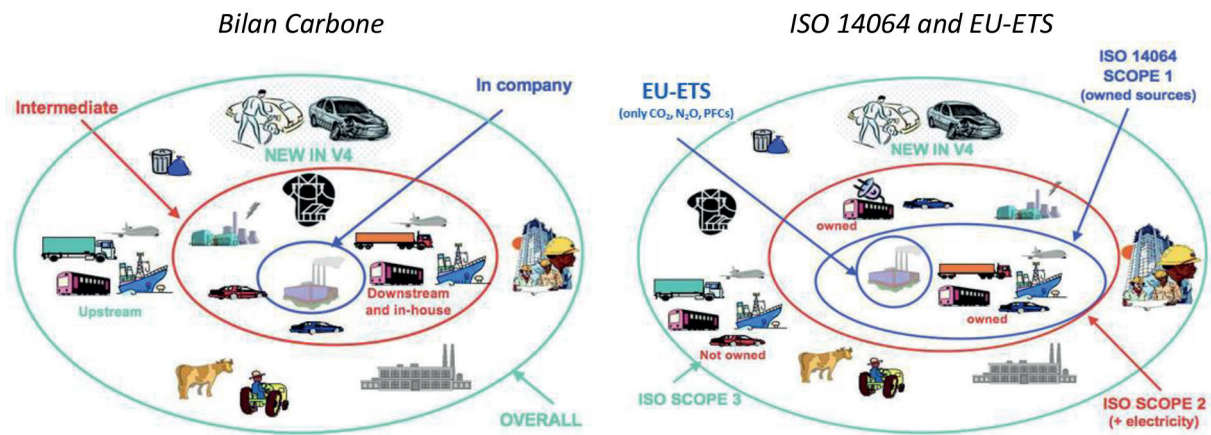 Bilan Carbone
In company
Intermediate
NEW IN V4
Upstream
Downstream
and in-house
OVERALL
ISO 14064 and EU-ETS
ISO 14064
SCOPE 1
(owned sources)
EU-ETS
(only CO₂, N₂O, PFCs)
NEW IN V4
owned
owned
Not owned
ISO SCOPE 3
ISO SCOPE 2
(+ electricity)